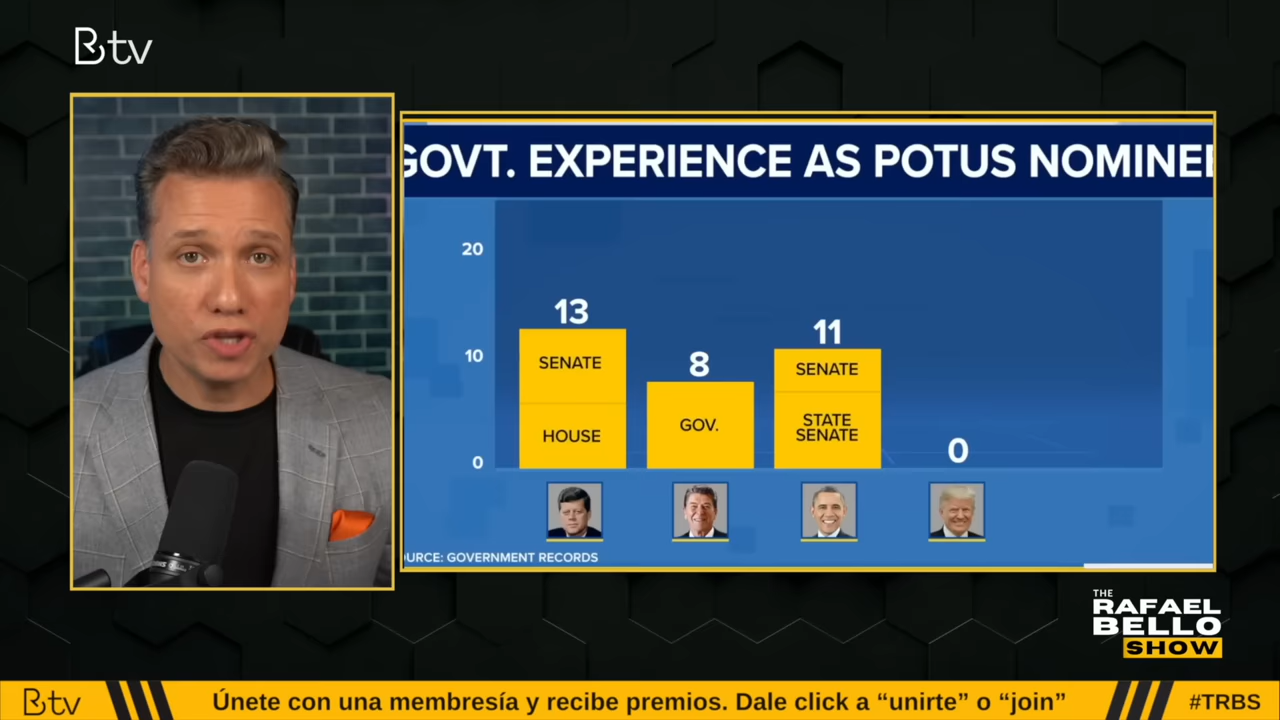 Btv
GOVT. EXPERIENCE AS POTUS NOMINEE
20
10
0
13
SENATE
HOUSE
8
GOV.
11
SENATE
STATE
SENATE
0
OURCE: GOVERNMENT RECORDS
THE
RAFAEL
BELLO
SHOW
Btv
Únete con una membresía y recibe premios. Dale click a “unirte” o “join”
#TRBS